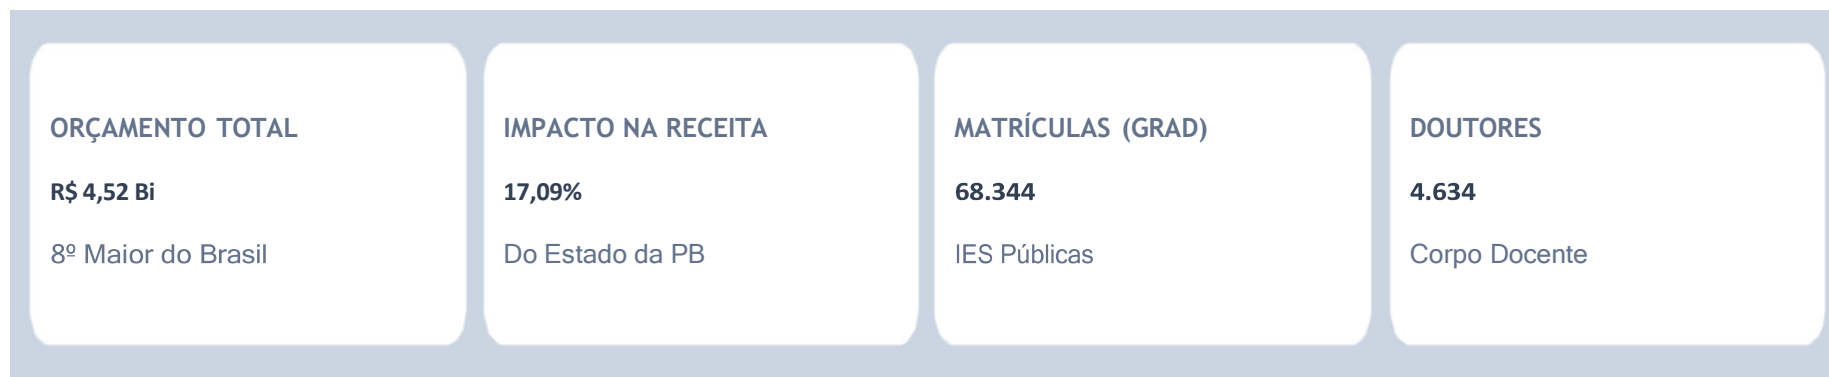 ORÇAMENTO TOTAL
R$ 4,52 Bi
8º Maior do Brasil
IMPACTO NA RECEITA
17,09%
Do Estado da PB
MATRÍCULAS (GRAD)
68.344
IES Públicas
DOUTORES
4.634
Corpo Docente